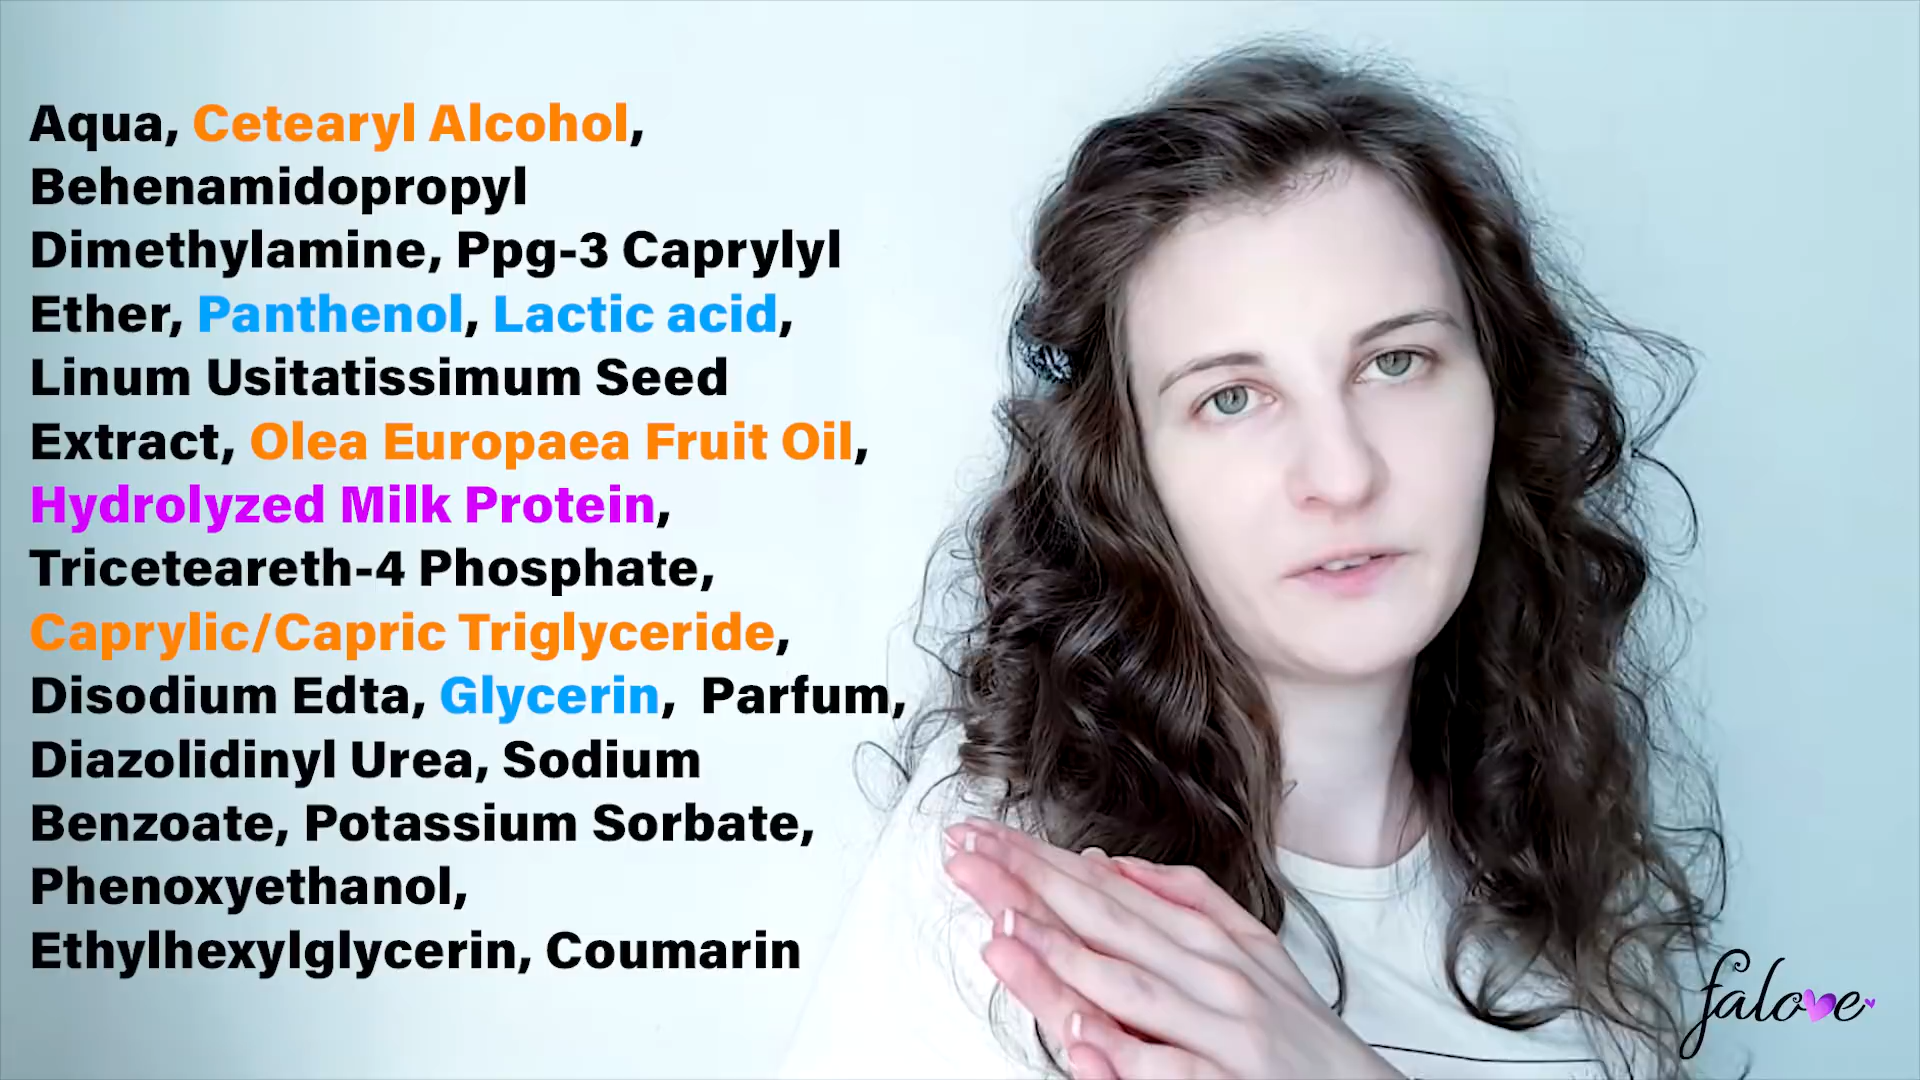 Aqua, Cetearyl Alcohol,
Behenamidopropyl
Dimethylamine, Ppg-3 Caprylyl
Ether, Panthenol, Lactic acid,
Linum Usitatissimum Seed
Extract, Olea Europaea Fruit Oil,
Hydrolyzed Milk Protein,
Triceteareth-4 Phosphate,
Caprylic/Capric Triglyceride,
Disodium Edta, Glycerin,  Parfum,
Diazolidinyl Urea, Sodium
Benzoate, Potassium Sorbate,
Phenoxyethanol,
Ethylhexylglycerin, Coumarin
falove